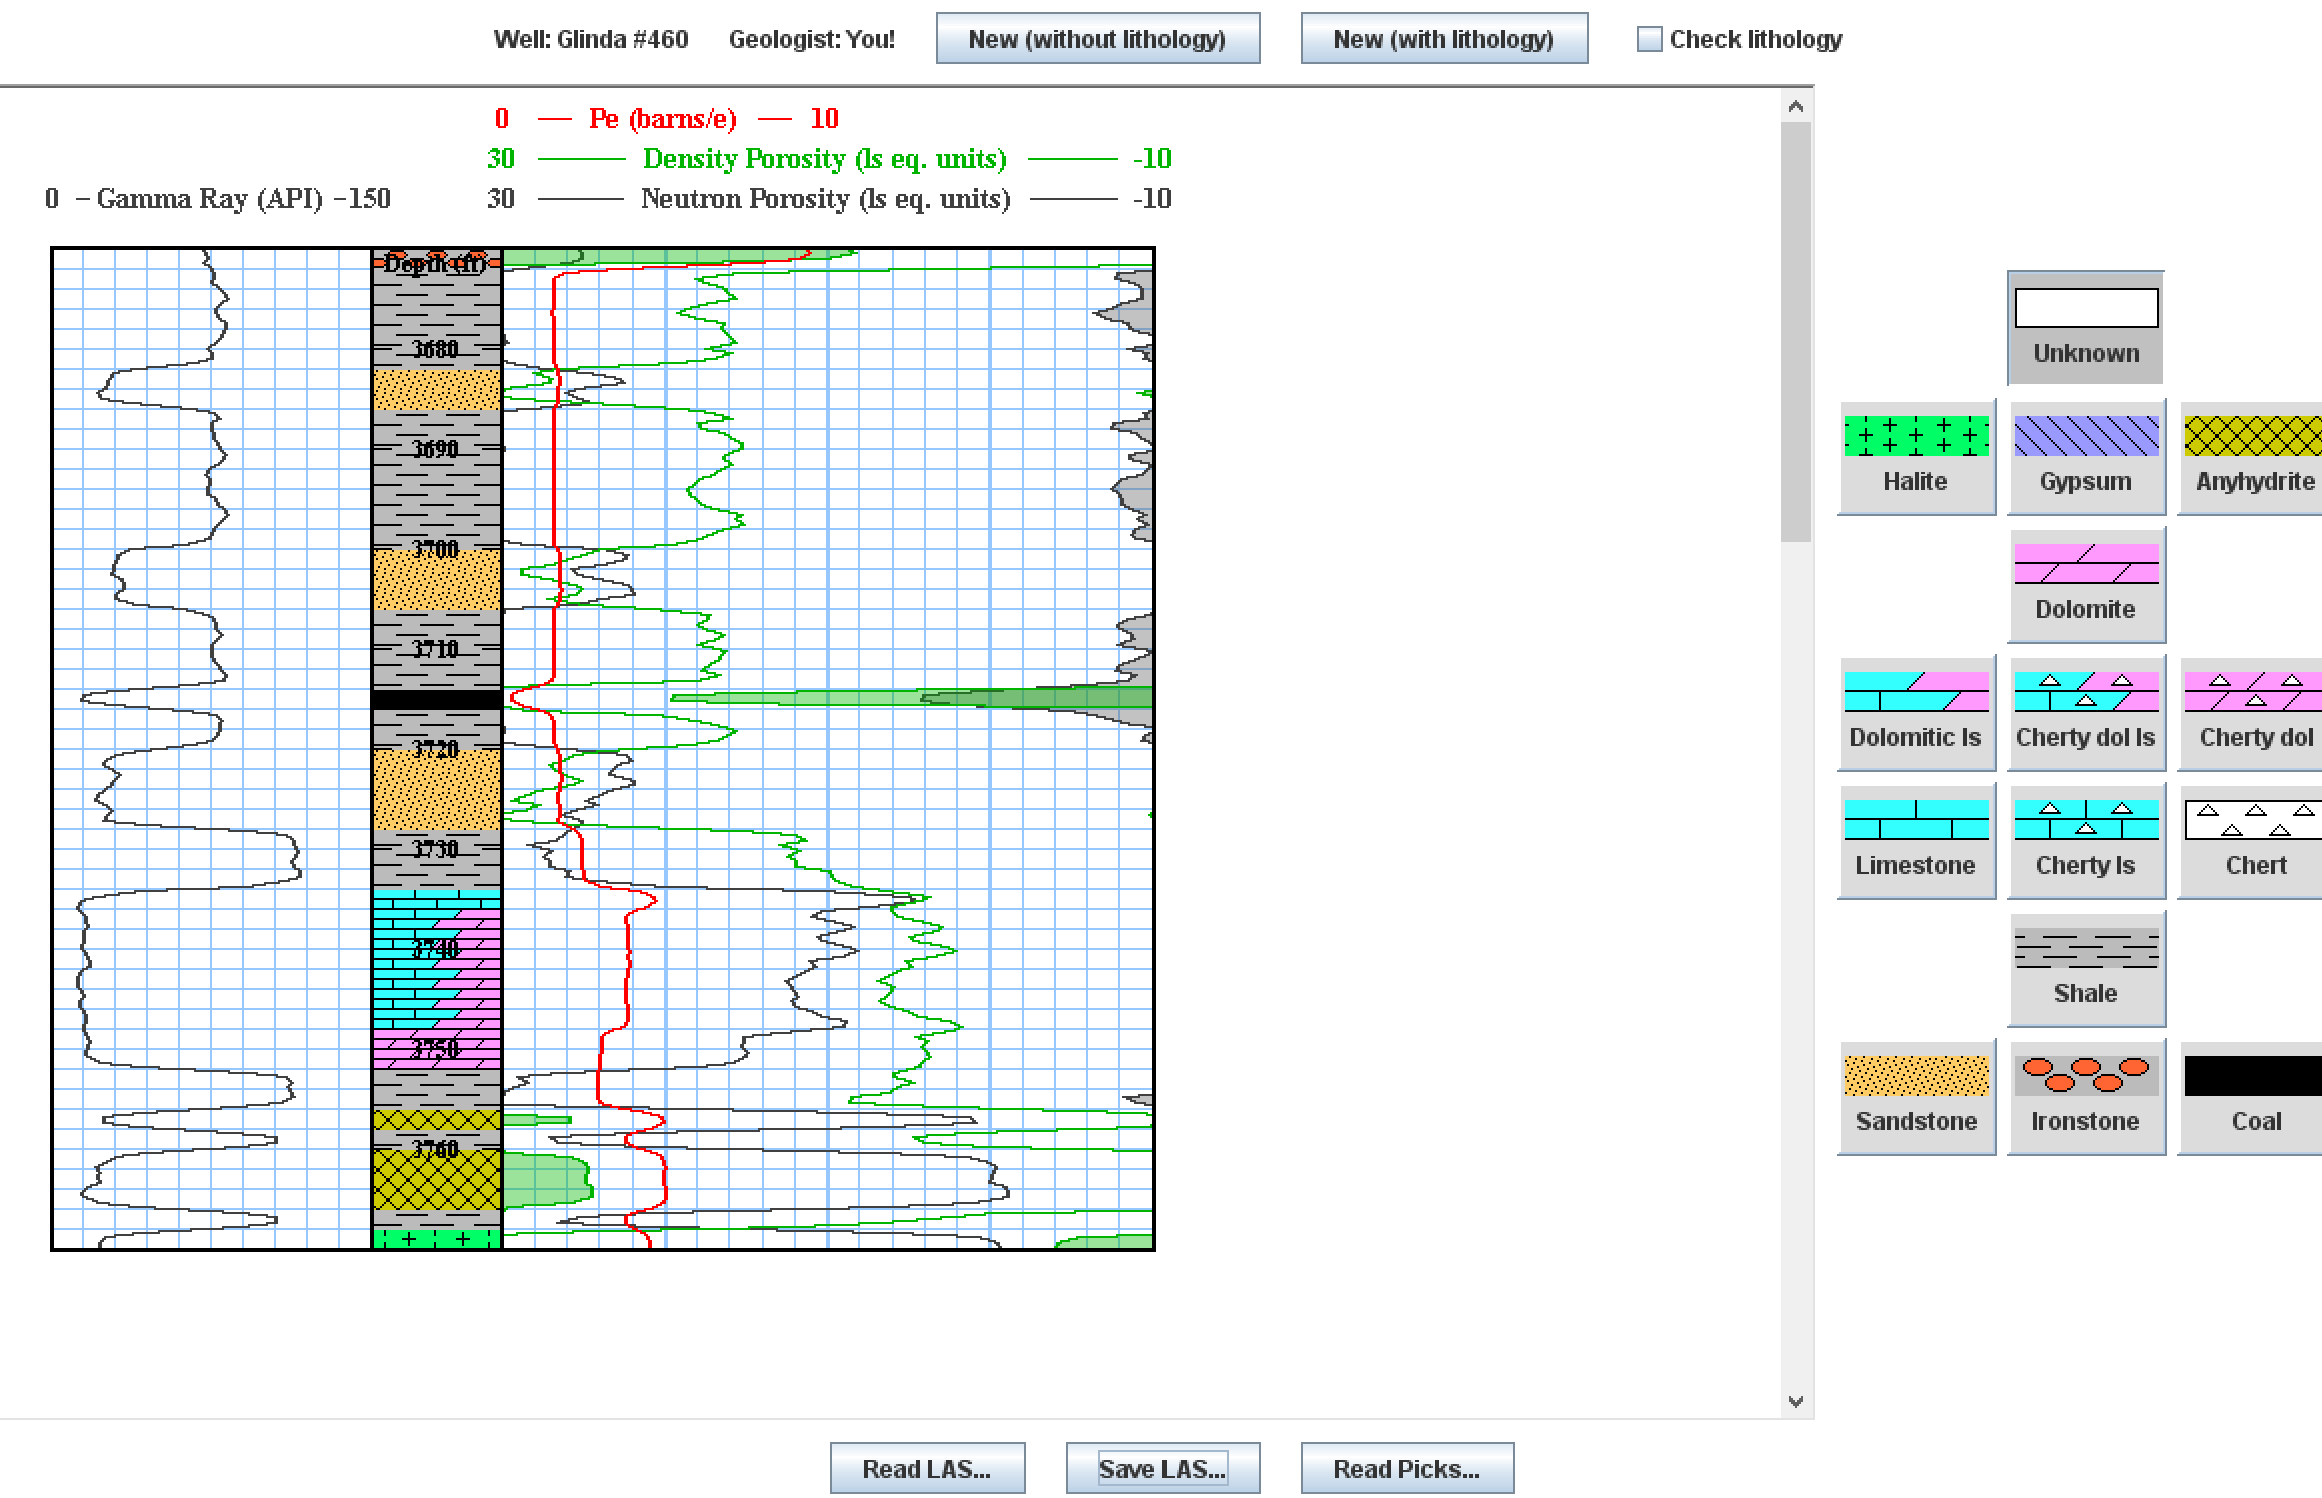 Well: Glinda #460 Geologist: You! New (without lithology) New (with lithology) Check lithology
0 Pe (barns/e) 10
30 Density Porosity (ls eq. units) -10
0 - Gamma Ray (API) -150 30 Neutron Porosity (ls eq. units) -10
Depth (ft)
3680
3690
3700
3710
3720
3730
3740
3750
3760
Unknown
Halite Gypsum Anyhydrite
Dolomite
Dolomitic ls Cherty dol ls Cherty dol
Limestone Cherty ls Chert
Shale
Sandstone Ironstone Coal
Read LAS... Save LAS... Read Picks...